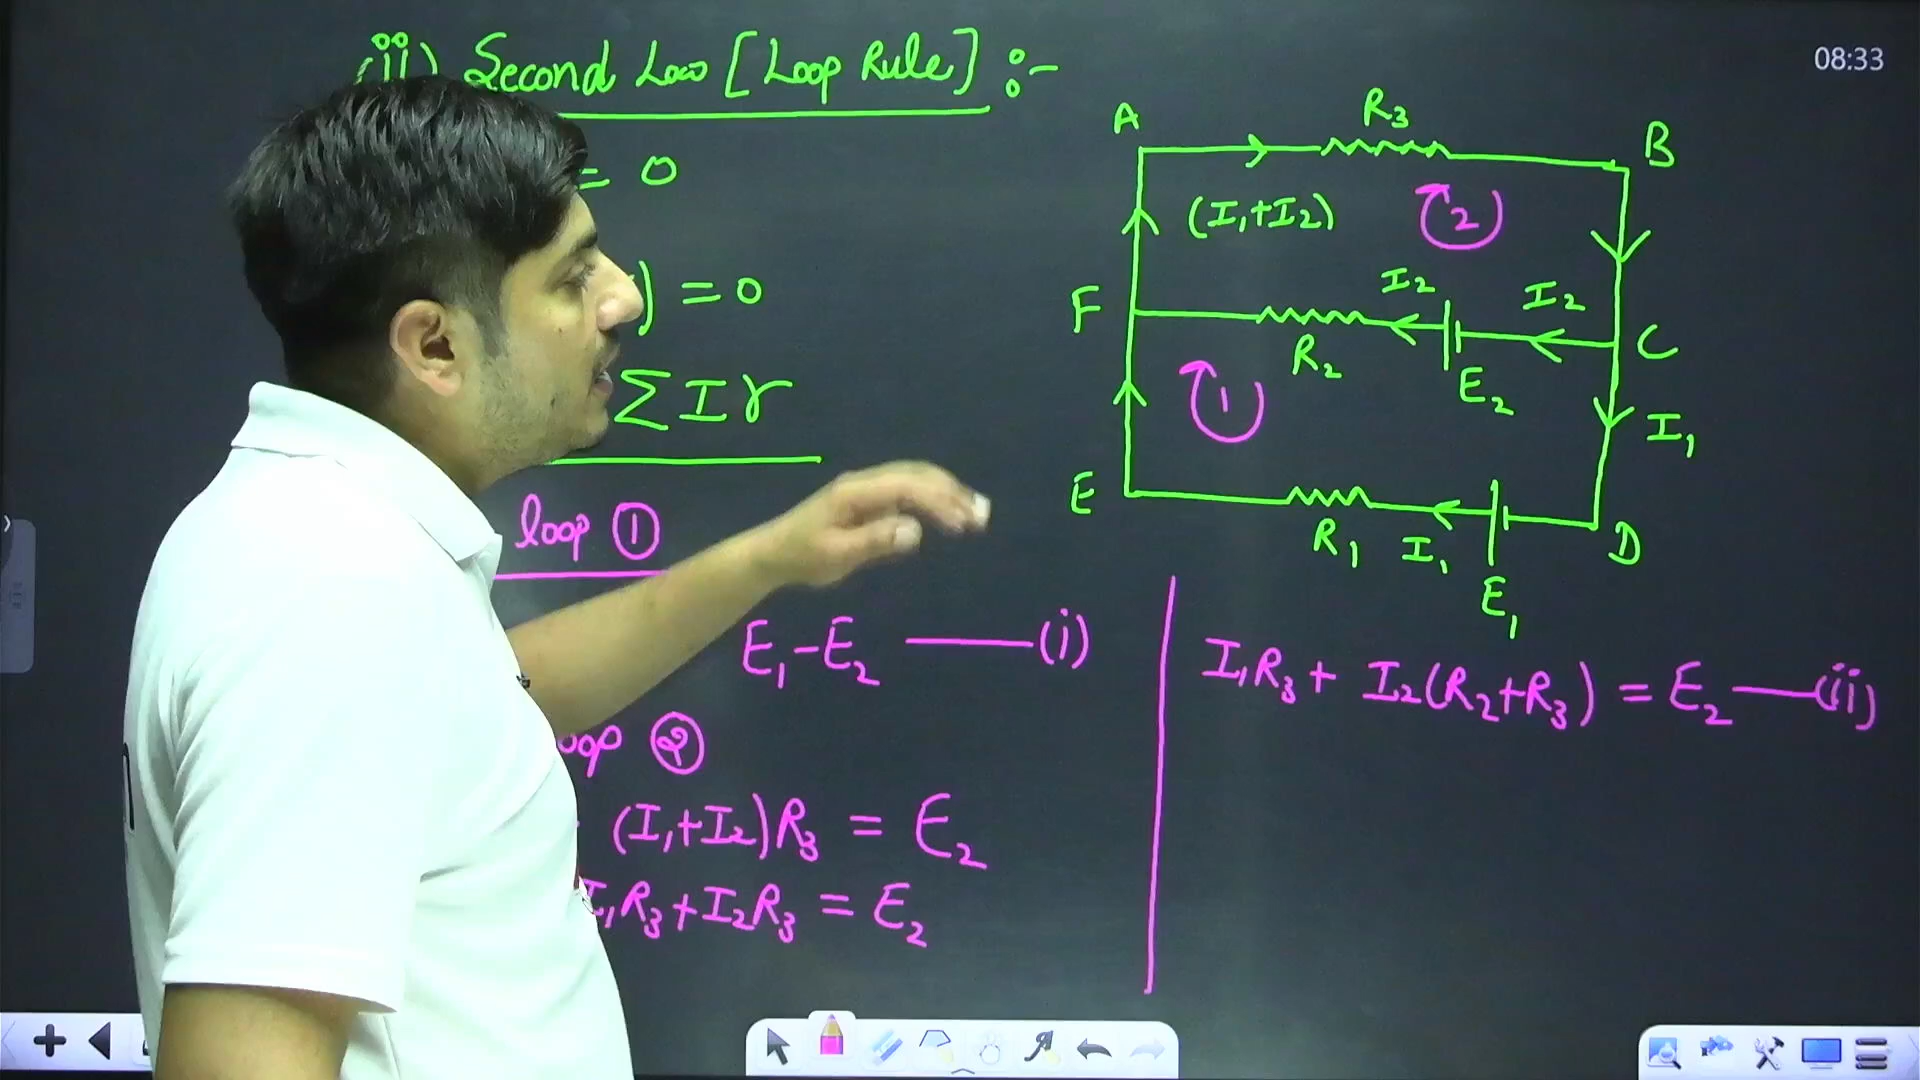 (ii) Second Law [Loop Rule] :-
= 0
) = 0
Σ I r
loop ①
E₁-E₂ ——(i)
loop ②
(I₁+I₂)R₃ = E₂
I₁R₃+I₂R₃ = E₂
I₁R₃ + I₂(R₂+R₃) = E₂ ——(ii)
08:33
A
R₃
B
(I₁+I₂)
2
I₂
I₂
F
R₂
E₂
C
1
I₁
E
R₁
I₁
E₁
D